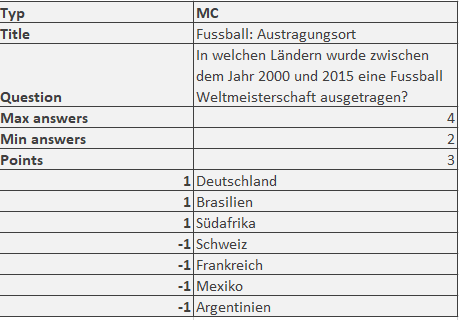 Typ MC
Title Fussball: Austragungsort
In welchen Ländern wurde zwischen
dem Jahr 2000 und 2015 eine Fussball
Question Weltmeisterschaft ausgetragen?
Max answers 4
Min answers 2
Points 3
1 Deutschland
1 Brasilien
1 Südafrika
-1 Schweiz
-1 Frankreich
-1 Mexiko
-1 Argentinien